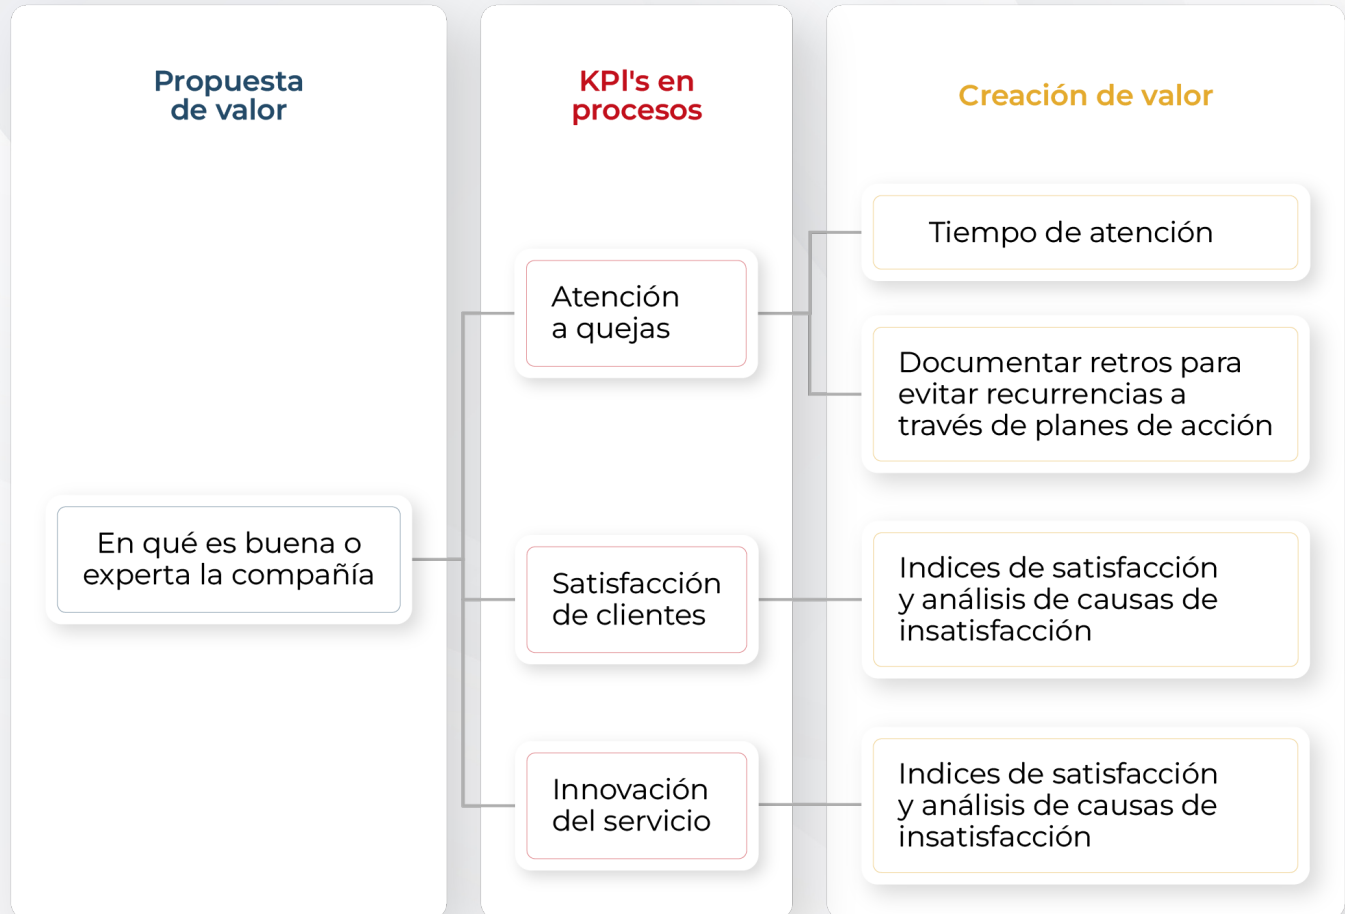 Propuesta
de valor
KPI's en
procesos
Creación de valor
En qué es buena o
experta la compañía
Atención
a quejas
Satisfacción
de clientes
Innovación
del servicio
Tiempo de atención
Documentar retros para
evitar recurrencias a
través de planes de acción
Indices de satisfacción
y análisis de causas de
insatisfacción
Indices de satisfacción
y análisis de causas de
insatisfacción